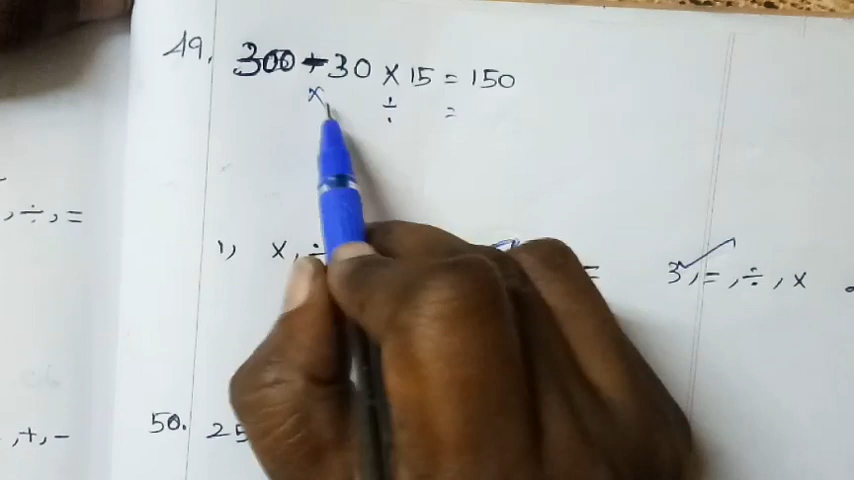 49. 300 + 30 × 15 = 150
× ÷ =
, ÷, =
1) ×, ÷ = 3, =, ÷, ×
, +, -
50. 25